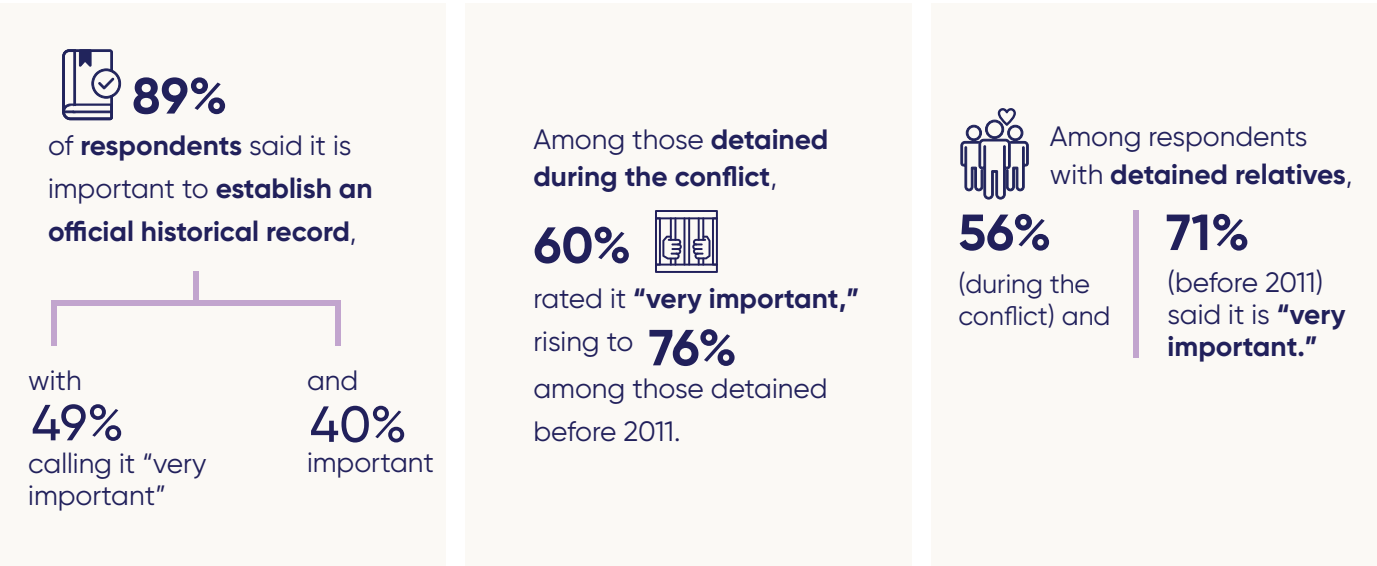 89%
of respondents said it is
important to establish an
official historical record,
with
49%
calling it “very
important”
and
40%
important
Among those detained
during the conflict,
60%
rated it “very important,”
rising to 76%
among those detained
before 2011.
Among respondents
with detained relatives,
56%
(during the
conflict) and
71%
(before 2011)
said it is “very
important.”